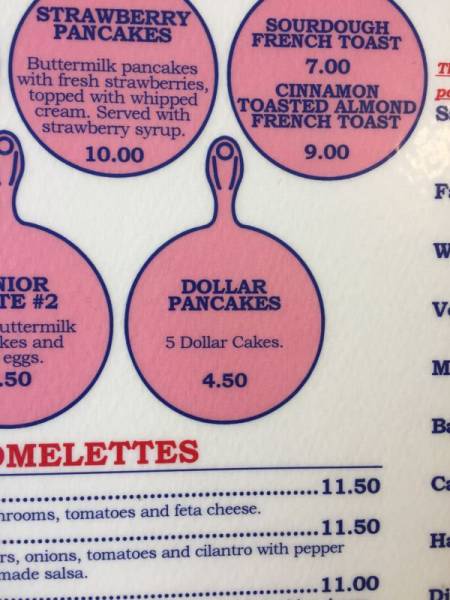 STRAWBERRY
PANCAKES
Buttermilk pancakes
with fresh strawberries,
topped with whipped
cream. Served with
strawberry syrup.
10.00
SOURDOUGH
FRENCH TOAST
7.00
CINNAMON
TOASTED ALMOND
FRENCH TOAST
9.00
#2
kes and
eggs.
.50
DOLLAR
PANCAKES
5 Dollar Cakes.
4.50
OMELETTES
11.50
hrooms, tomatoes and feta cheese.
11.50
rs, onions, tomatoes and cilantro with pepper
made salsa.
11.00